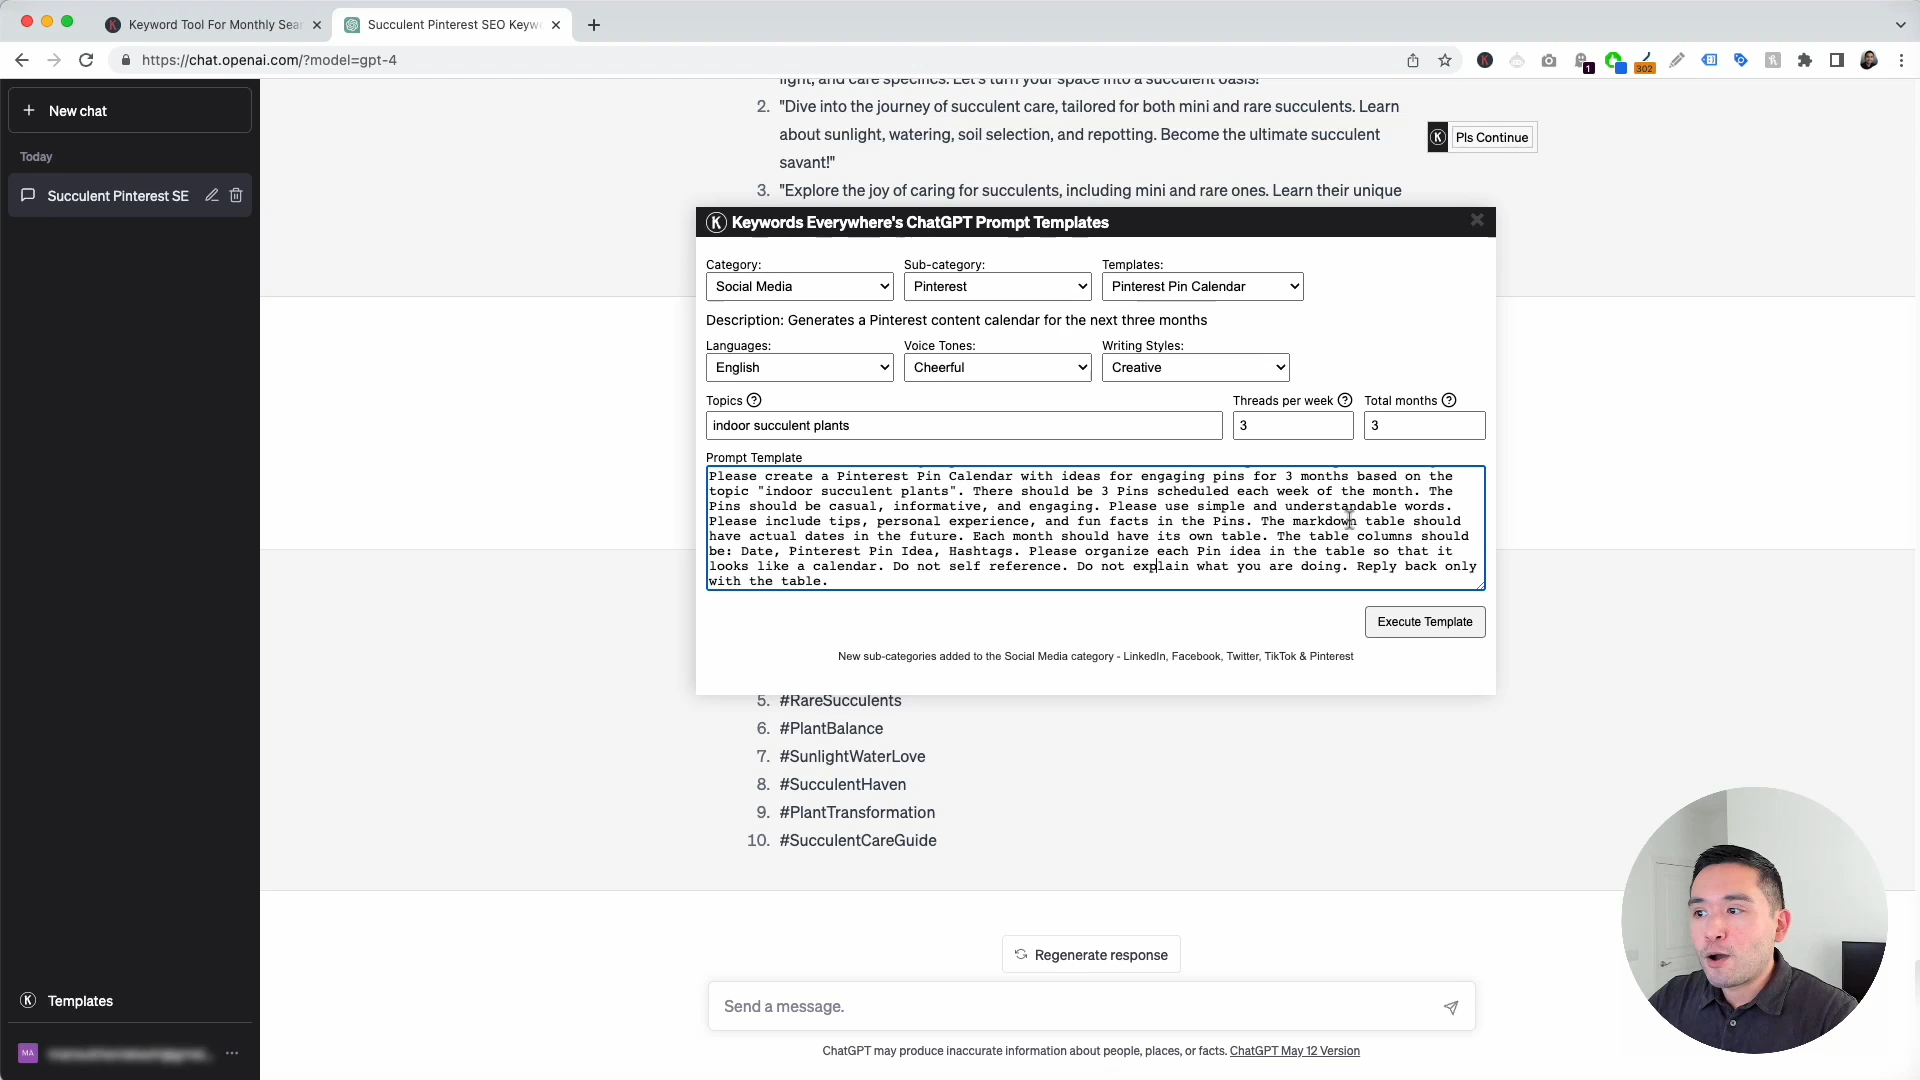 Keyword Tool For Monthly Sear
Succulent Pinterest SEO Keyw
https://chat.openai.com/?model=gpt-4
1
302
New chat
Today
Succulent Pinterest SE
light, and care specifics. Let's turn your space into a succulent oasis!
2. "Dive into the journey of succulent care, tailored for both mini and rare succulents. Learn
about sunlight, watering, soil selection, and repotting. Become the ultimate succulent
savant!"
3. "Explore the joy of caring for succulents, including mini and rare ones. Learn their unique
K Pls Continue
K Keywords Everywhere's ChatGPT Prompt Templates
Category: Sub-category: Templates:
Social Media Pinterest Pinterest Pin Calendar
Description: Generates a Pinterest content calendar for the next three months
Languages: Voice Tones: Writing Styles:
English Cheerful Creative
Topics ? Threads per week ? Total months ?
indoor succulent plants 3 3
Prompt Template
Please create a Pinterest Pin Calendar with ideas for engaging pins for 3 months based on the
topic "indoor succulent plants". There should be 3 Pins scheduled each week of the month. The
Pins should be casual, informative, and engaging. Please use simple and understandable words.
Please include tips, personal experience, and fun facts in the Pins. The markdown table should
have actual dates in the future. Each month should have its own table. The table columns should
be: Date, Pinterest Pin Idea, Hashtags. Please organize each Pin idea in the table so that it
looks like a calendar. Do not self reference. Do not explain what you are doing. Reply back only
with the table.
Execute Template
New sub-categories added to the Social Media category - LinkedIn, Facebook, Twitter, TikTok & Pinterest
5. #RareSucculents
6. #PlantBalance
7. #SunlightWaterLove
8. #SucculentHaven
9. #PlantTransformation
10. #SucculentCareGuide
Regenerate response
Send a message.
ChatGPT may produce inaccurate information about people, places, or facts. ChatGPT May 12 Version
K Templates
MA